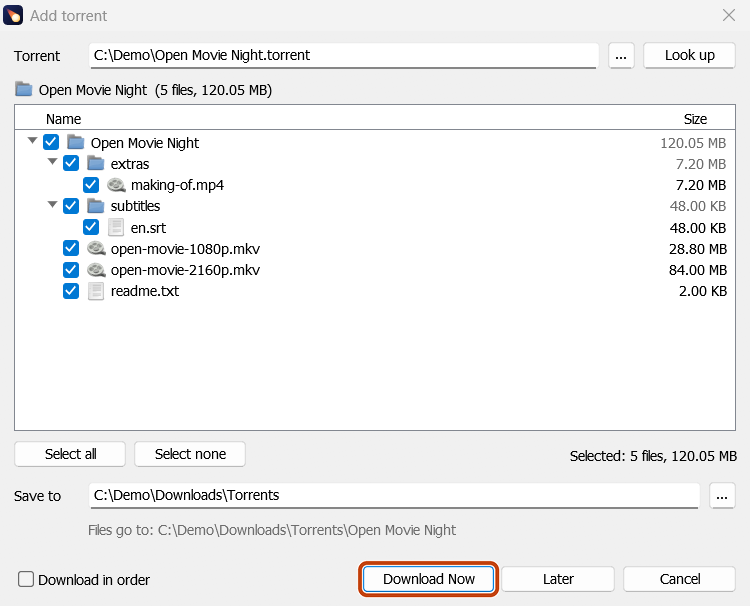 Add torrent
Torrent C:\Demo\Open Movie Night.torrent ... Look up
Open Movie Night (5 files, 120.05 MB)
Name Size
Open Movie Night 120.05 MB
extras 7.20 MB
making-of.mp4 7.20 MB
subtitles 48.00 KB
en.srt 48.00 KB
open-movie-1080p.mkv 28.80 MB
open-movie-2160p.mkv 84.00 MB
readme.txt 2.00 KB
Select all Select none Selected: 5 files, 120.05 MB
Save to C:\Demo\Downloads\Torrents ...
Files go to: C:\Demo\Downloads\Torrents\Open Movie Night
Download in order Download Now Later Cancel